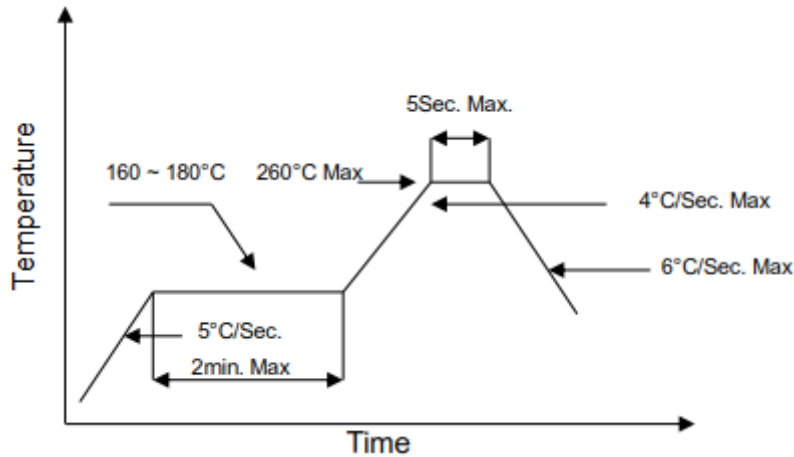 5Sec. Max.
160 ~ 180°C
260°C Max
4°C/Sec. Max
6°C/Sec. Max
5°C/Sec.
2min. Max
Temperature
Time